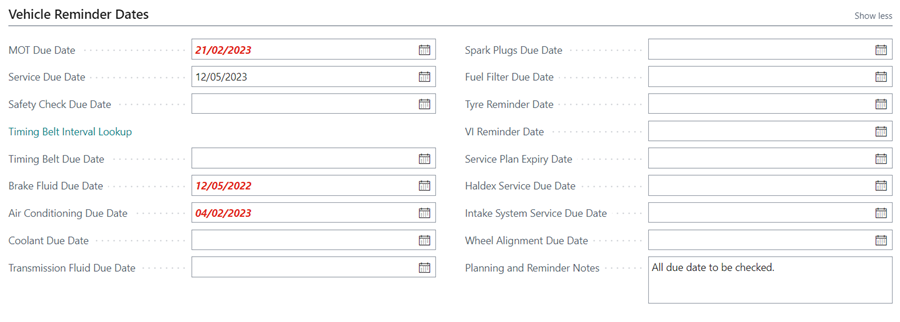 Vehicle Reminder Dates
Show less
MOT Due Date 21/02/2023
Service Due Date 12/05/2023
Safety Check Due Date
Timing Belt Interval Lookup
Timing Belt Due Date
Brake Fluid Due Date 12/05/2022
Air Conditioning Due Date 04/02/2023
Coolant Due Date
Transmission Fluid Due Date
Spark Plugs Due Date
Fuel Filter Due Date
Tyre Reminder Date
VI Reminder Date
Service Plan Expiry Date
Haldex Service Due Date
Intake System Service Due Date
Wheel Alignment Due Date
Planning and Reminder Notes All due date to be checked.